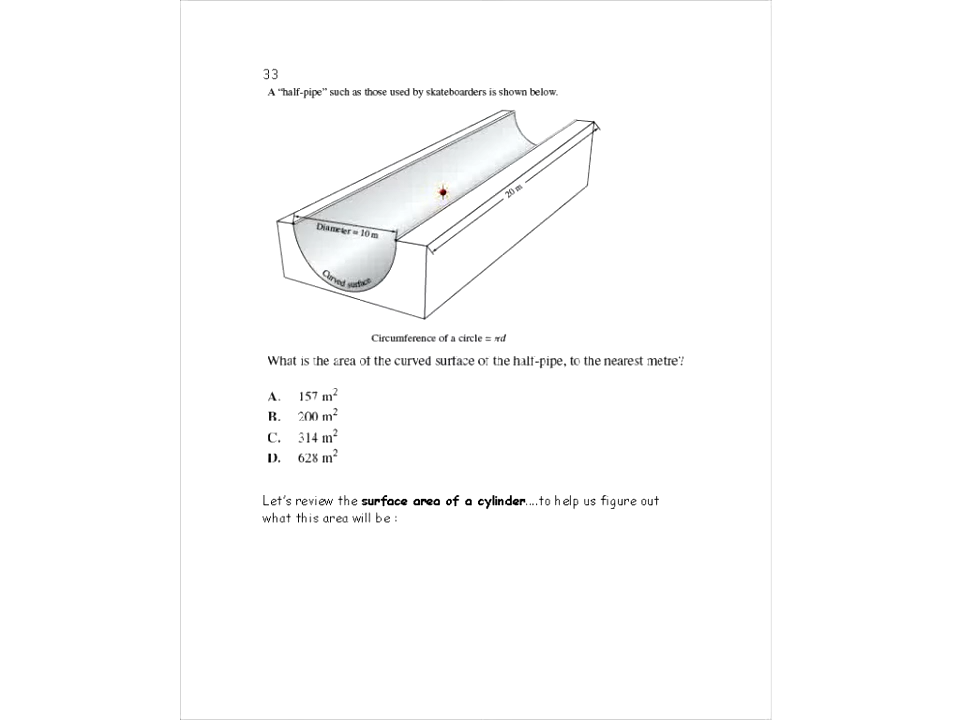 33
A "half-pipe" such as those used by skateboarders is shown below.
20 m
Diameter = 10 m
Curved surface
Circumference of a circle = πd
What is the area of the curved surface of the half-pipe, to the nearest metre?
A. 157 m²
B. 200 m²
C. 314 m²
D. 628 m²
Let's review the surface area of a cylinder....to help us figure out
what this area will be :